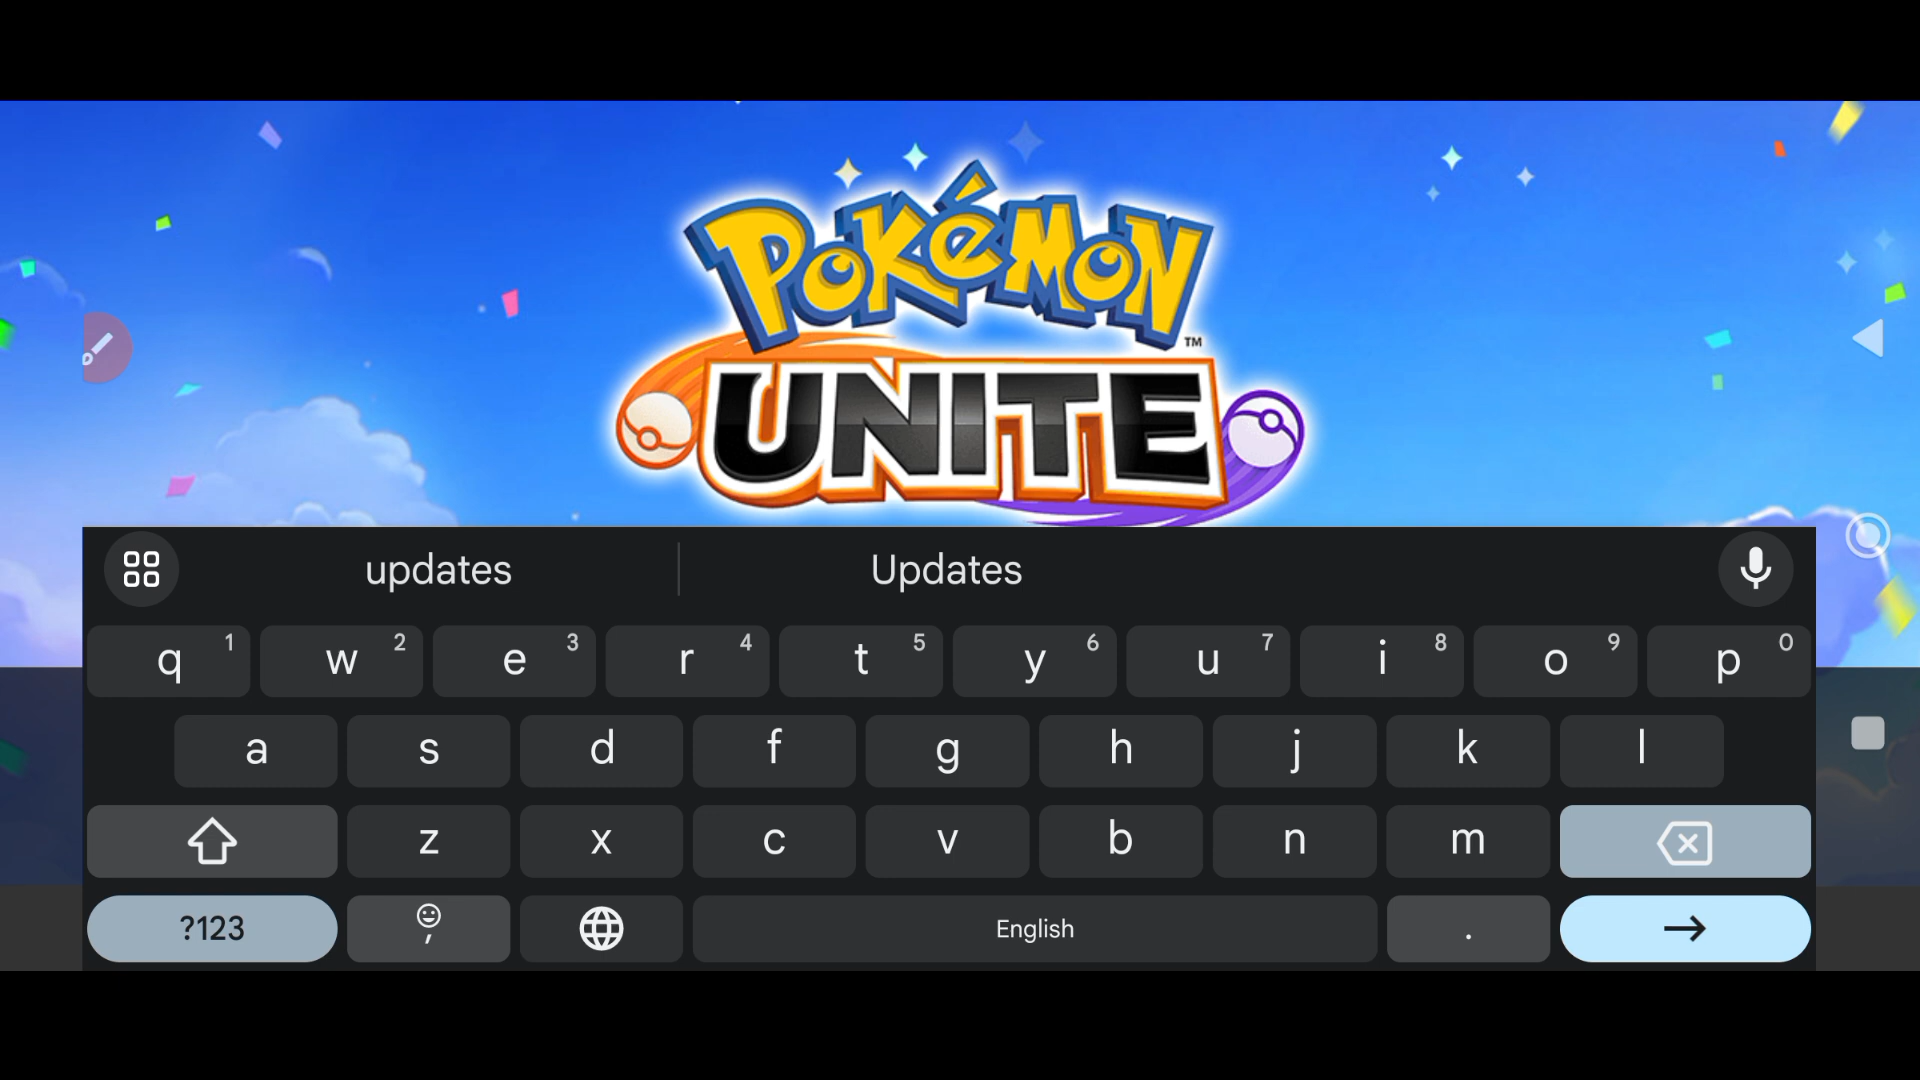 POKéMON
TM
UNITE
updates Updates
q 1 w 2 e 3 r 4 t 5 y 6 u 7 i 8 o 9 p 0
a s d f g h j k l
z x c v b n m
?123 , English .